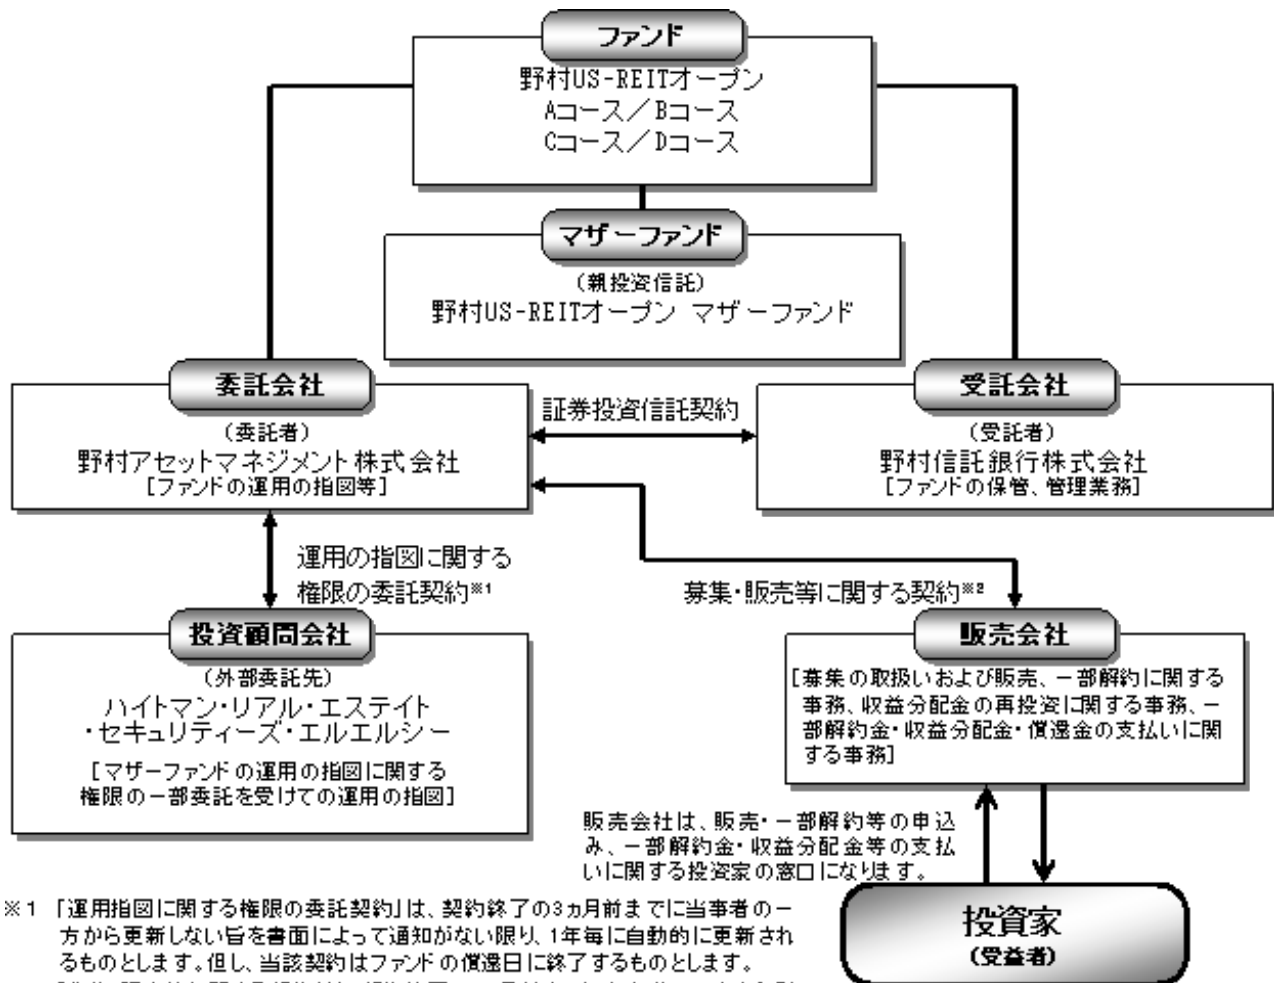 ファンド
野村US-REITオープン
Aコース／Bコース
Cコース／Dコース
マザーファンド
（親投資信託）
野村US-REITオープン マザーファンド
委託会社
（委託者）
野村アセットマネジメント株式会社
［ファンドの運用の指図等］
証券投資信託契約
受託会社
（受託者）
野村信託銀行株式会社
［ファンドの保管、管理業務］
運用の指図に関する
権限の委託契約※1
募集・販売等に関する契約※2
投資顧問会社
（外部委託先）
ハイトマン・リアル・エステイト
・セキュリティーズ・エルエルシー
［マザーファンドの運用の指図に関する
権限の一部委託を受けての運用の指図］
販売会社
［募集の取扱いおよび販売、一部解約に関する
事務、収益分配金の再投資に関する事務、一
部解約金・収益分配金・償還金の支払いに関
する事務］
販売会社は、販売・一部解約等の申込
み、一部解約金・収益分配金等の支払
いに関する投資家の窓口になります。
投資家
（受益者）
※1 「運用指図に関する権限の委託契約」は、契約終了の3ヵ月前までに当事者の一
方から更新しない旨を書面によって通知がない限り、1年毎に自動的に更新され
るものとします。但し、当該契約はファンドの償還日に終了するものとします。